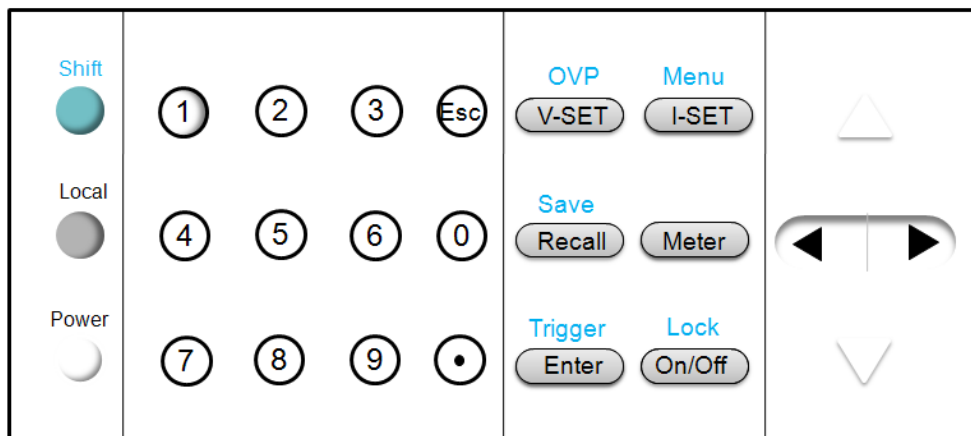 Shift
OVP Menu
1 2 3 Esc V-SET I-SET
Local
Save
4 5 6 0 Recall Meter
Power
Trigger Lock
7 8 9 • Enter On/Off